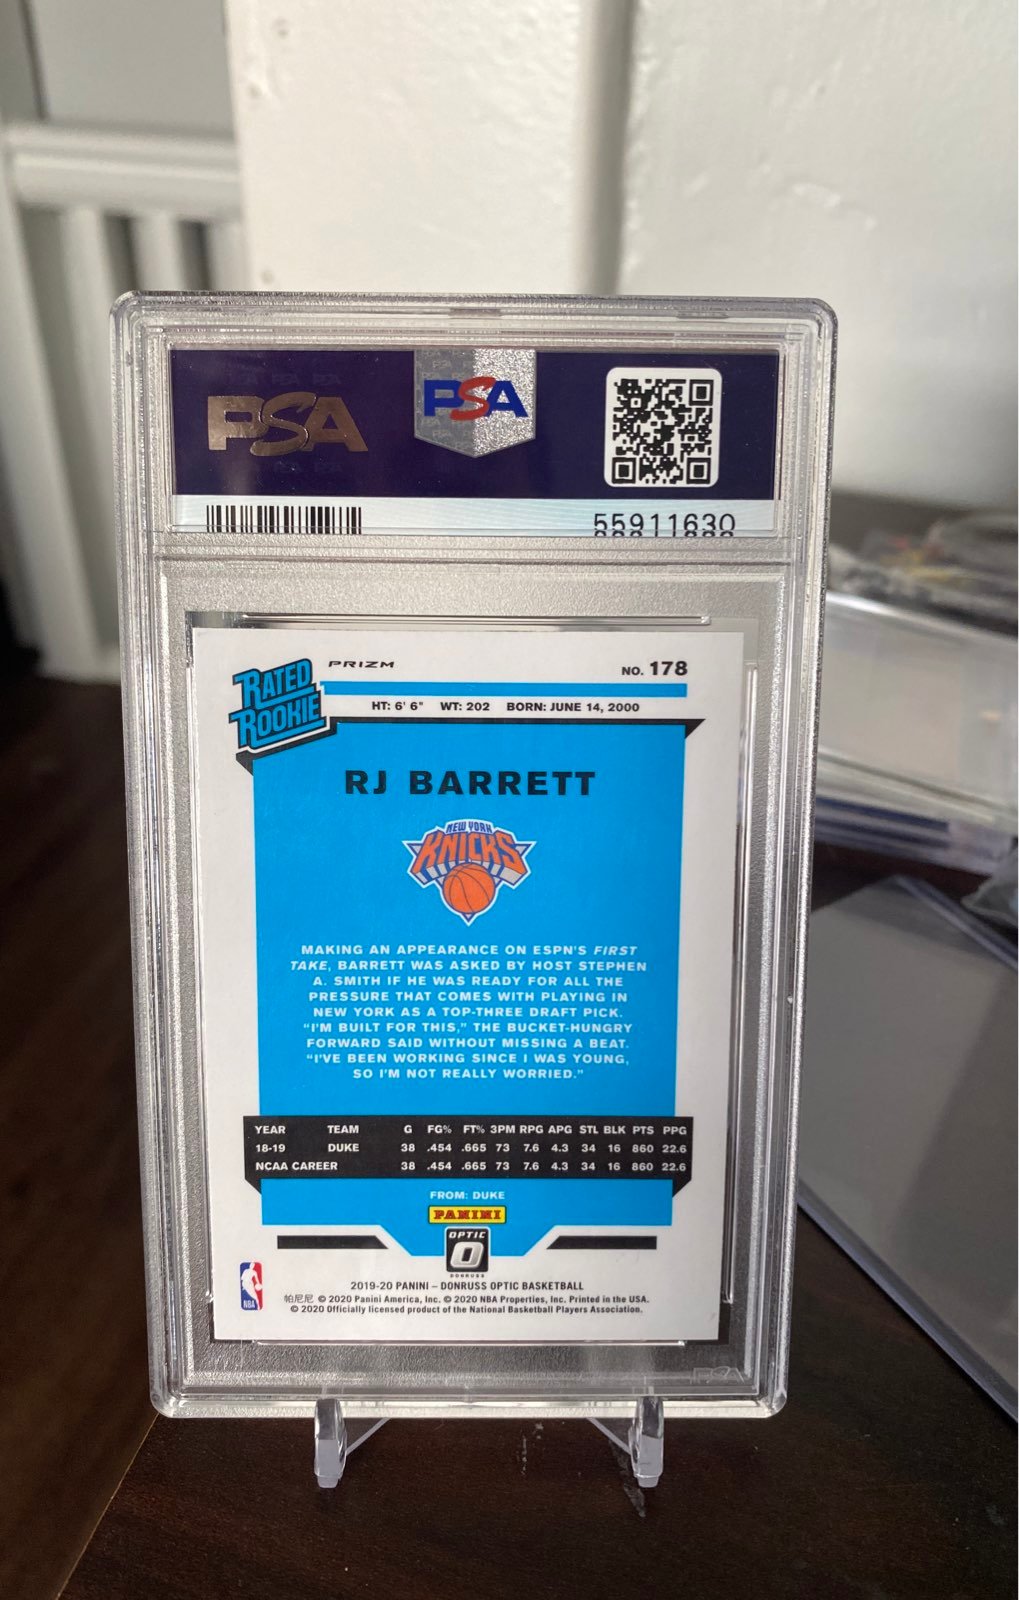 PSA
PSA
55911630
RATED
ROOKIE
PRIZM
NO. 178
HT: 6' 6" WT: 202 BORN: JUNE 14, 2000
RJ BARRETT
NEW YORK
KNICKS
MAKING AN APPEARANCE ON ESPN'S FIRST
TAKE, BARRETT WAS ASKED BY HOST STEPHEN
A. SMITH IF HE WAS READY FOR ALL THE
PRESSURE THAT COMES WITH PLAYING IN
NEW YORK AS A TOP-THREE DRAFT PICK.
"I'M BUILT FOR THIS," THE BUCKET-HUNGRY
FORWARD SAID WITHOUT MISSING A BEAT.
"I'VE BEEN WORKING SINCE I WAS YOUNG,
SO I'M NOT REALLY WORRIED."
YEAR TEAM G FG% FT% 3PM RPG APG STL BLK PTS PPG
18-19 DUKE 38 .454 .665 73 7.6 4.3 34 16 860 22.6
NCAA CAREER 38 .454 .665 73 7.6 4.3 34 16 860 22.6
FROM: DUKE
PANINI
OPTIC
O
DONRUSS
NBA
2019-20 PANINI – DONRUSS OPTIC BASKETBALL
帕尼尼 © 2020 Panini America, Inc. © 2020 NBA Properties, Inc. Printed in the USA.
© 2020 Officially licensed product of the National Basketball Players Association.
PSA